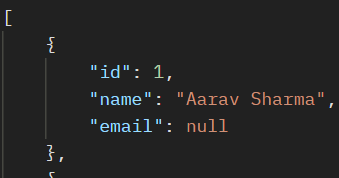 [
    {
        "id": 1,
        "name": "Aarav Sharma",
        "email": null
    },
    {